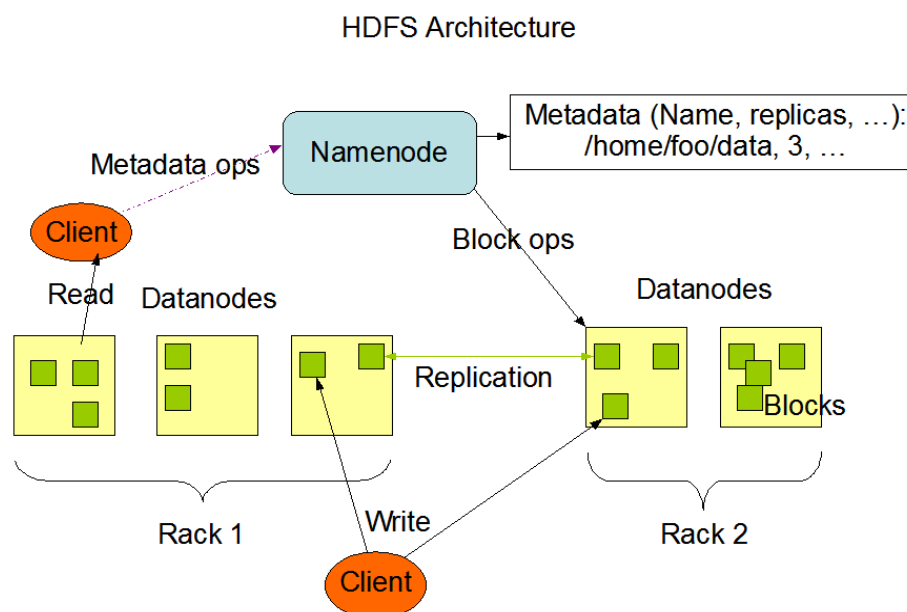 HDFS Architecture
Metadata (Name, replicas, …):
/home/foo/data, 3, …
Namenode
Metadata ops
Client
Block ops
Read
Datanodes
Datanodes
Replication
Blocks
Rack 1
Write
Rack 2
Client